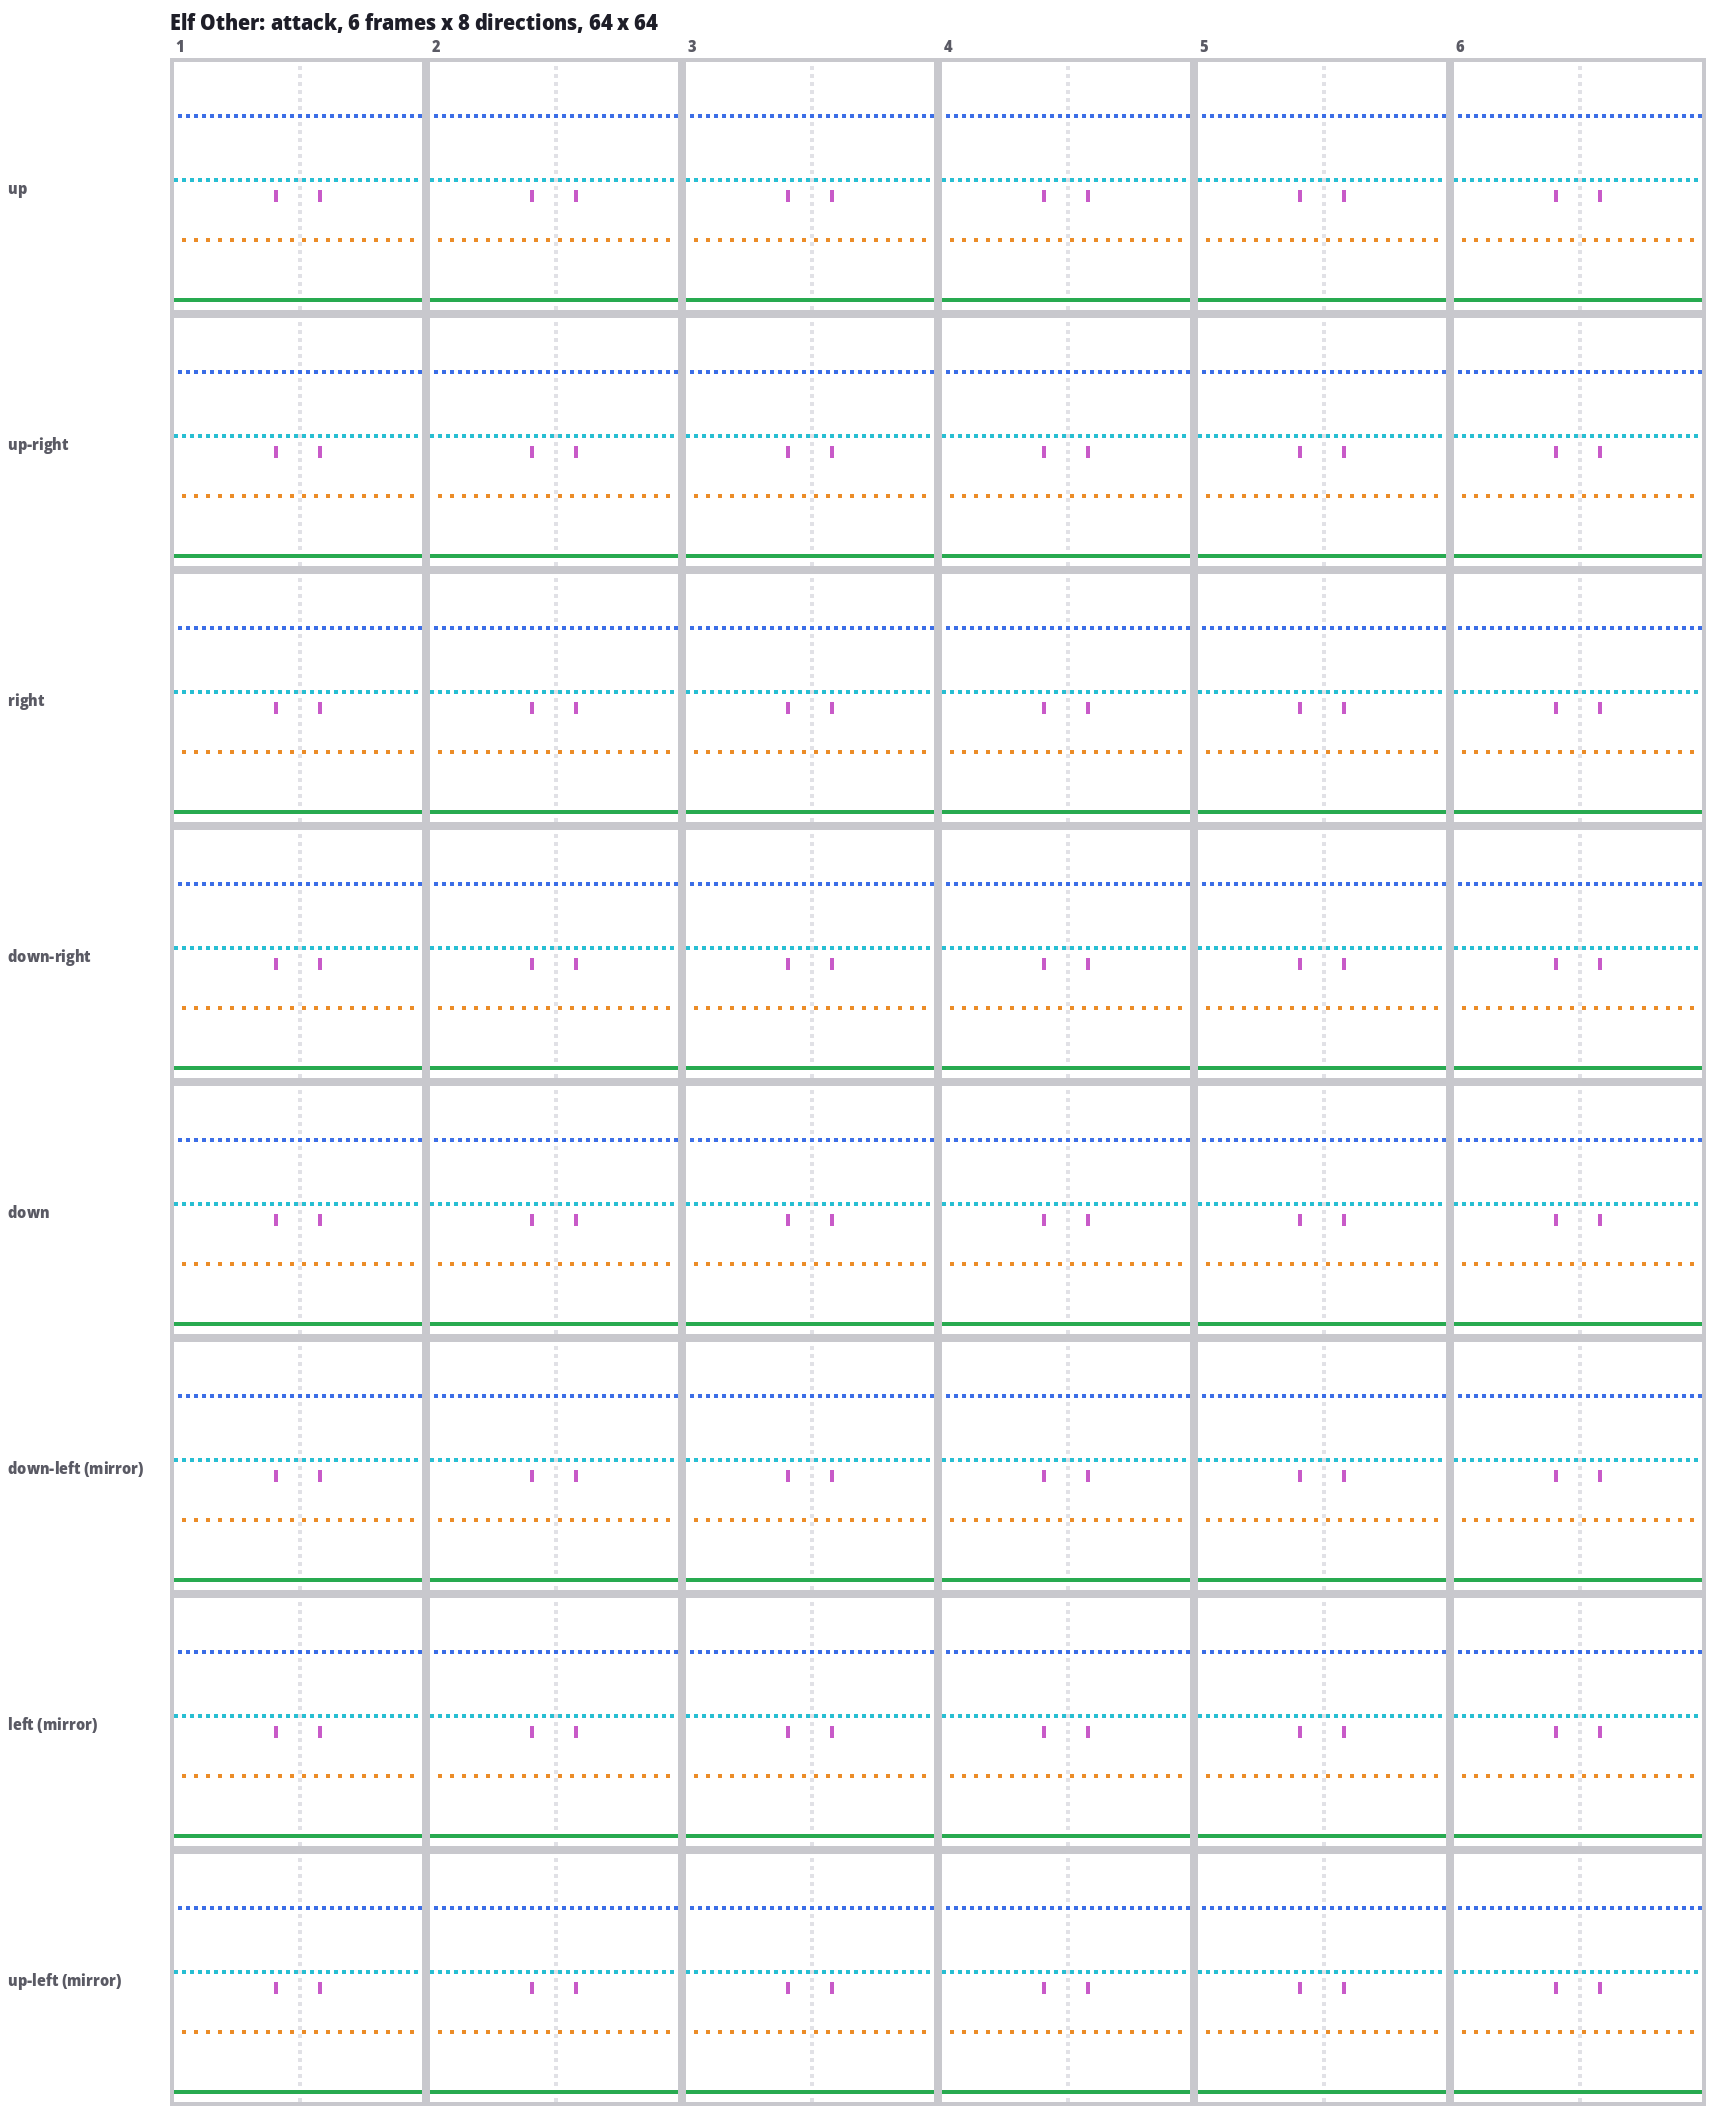 Elf Other: attack, 6 frames x 8 directions, 64 x 64
1 2 3 4 5 6
up
up-right
right
down-right
down
down-left (mirror)
left (mirror)
up-left (mirror)